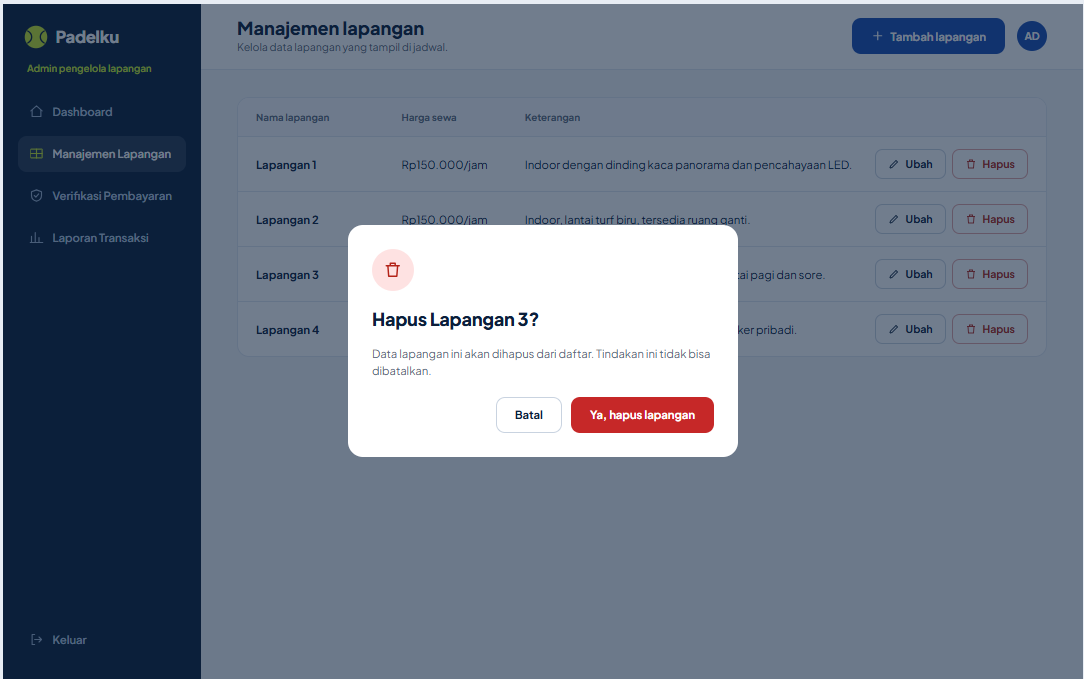 Padelku
Admin pengelola lapangan
Dashboard
Manajemen Lapangan
Verifikasi Pembayaran
Laporan Transaksi
Keluar
Manajemen lapangan
Kelola data lapangan yang tampil di jadwal.
+ Tambah lapangan
AD
Nama lapangan Harga sewa Keterangan
Lapangan 1 Rp150.000/jam Indoor dengan dinding kaca panorama dan pencahayaan LED. Ubah Hapus
Lapangan 2 Rp150.000/jam Indoor, lantai turf biru, tersedia ruang ganti. Ubah Hapus
Lapangan 3 pagi dan sore. Ubah Hapus
Lapangan 4 pribadi. Ubah Hapus
Hapus Lapangan 3?
Data lapangan ini akan dihapus dari daftar. Tindakan ini tidak bisa
dibatalkan.
Batal
Ya, hapus lapangan